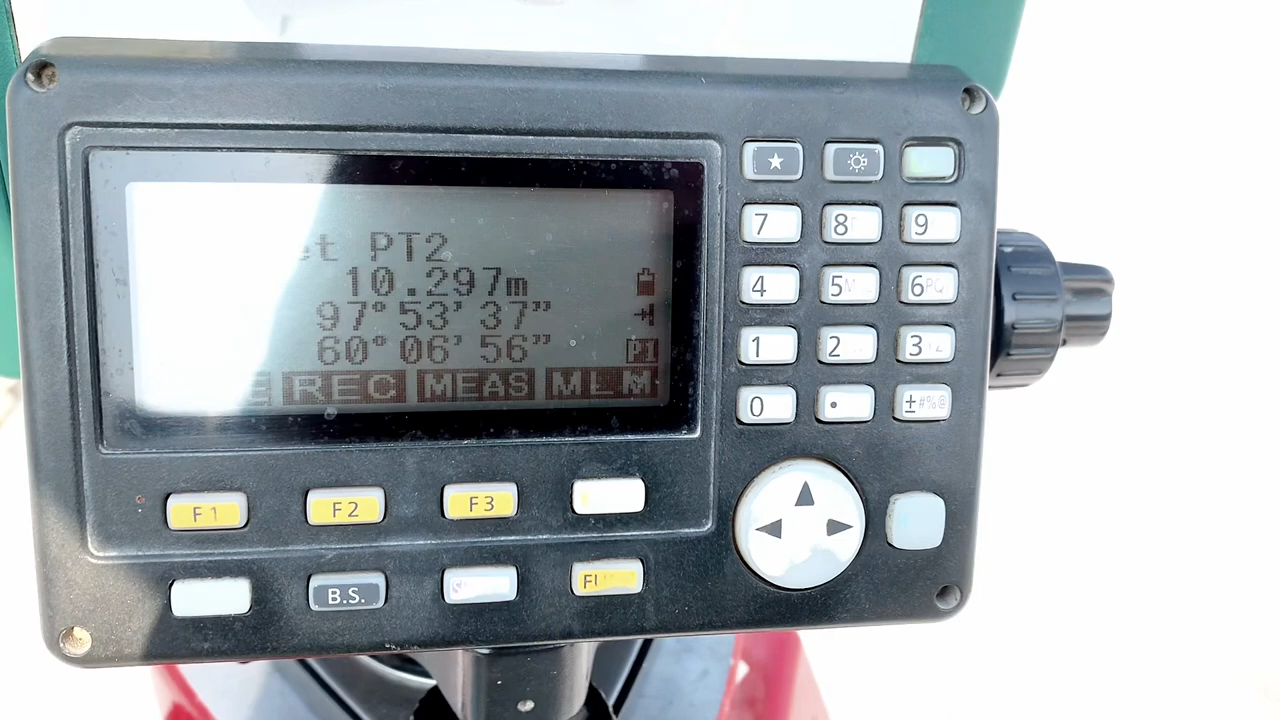 PT2
10.297m
97°53'37"
60°06'56"
P1
REC MEAS MLM
7 8 9
4 5 6
1 2 3
0 . ±#%@
F1 F2 F3
B.S.